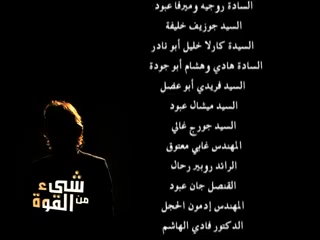 السادة روجيه وميرفا عبود
السيد جوزيف خليفة
السيدة كارلا خليل أبو نادر
السادة هادي وهشام أبو جودة
السيد فريدي أبو عضل
السيد ميشال عبود
السيد جورج غالي
المهندس غابي معتوق
الرائد روبير رحال
القنصل جان عبود
المهندس إدمون الحجل
الدكتور فادي الهاشم
شيء
من القوة